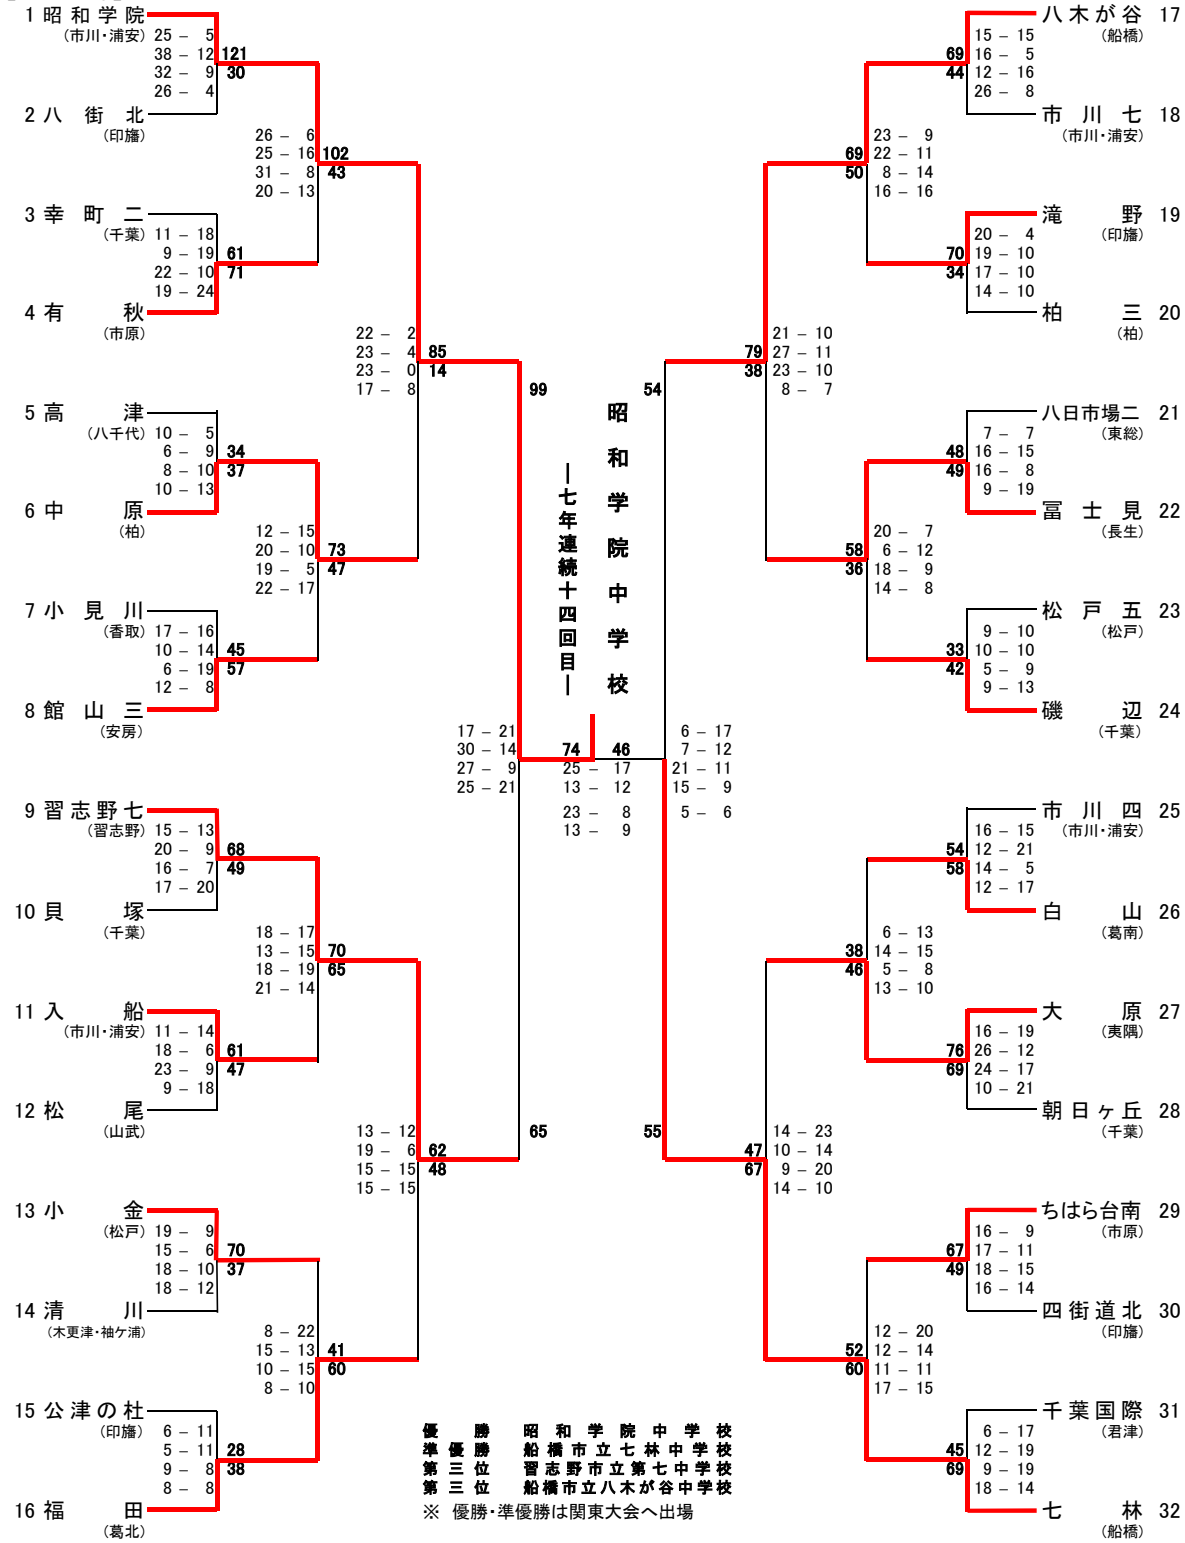 1 昭和学院
(市川・浦安)
25 – 5
38 – 12
32 – 9
26 – 4
121
30
2 八街北
(印旛)
26 – 6
25 – 16
31 – 8
20 – 13
102
43
3 幸町二
(千葉)
11 – 18
9 – 19
22 – 10
19 – 24
61
71
4 有秋
(市原)
22 – 2
23 – 4
23 – 0
17 – 8
85
14
5 高津
(八千代)
10 – 5
6 – 9
8 – 10
10 – 13
34
37
6 中原
(柏)
12 – 15
20 – 10
19 – 5
22 – 17
73
47
7 小見川
(香取)
17 – 16
10 – 14
6 – 19
12 – 8
45
57
8 館山三
(安房)
17 – 21
30 – 14
27 – 9
25 – 21
99
65
9 習志野七
(習志野)
15 – 13
20 – 9
16 – 7
17 – 20
68
49
10 貝塚
(千葉)
18 – 17
13 – 15
18 – 19
21 – 14
70
65
11 入船
(市川・浦安)
11 – 14
18 – 6
23 – 9
9 – 18
61
47
12 松尾
(山武)
13 – 12
19 – 6
15 – 15
15 – 15
62
48
13 小金
(松戸)
19 – 9
15 – 6
18 – 10
18 – 12
70
37
14 清川
(木更津・袖ケ浦)
8 – 22
15 – 13
10 – 15
8 – 10
41
60
15 公津の杜
(印旛)
6 – 11
5 – 11
9 – 8
8 – 8
28
38
16 福田
(葛北)
昭和学院中学校
―七年連続十四回目―
74 46
25 – 17
13 – 12
23 – 8
13 – 9
八木が谷 17
(船橋)
15 – 15
16 – 5
12 – 16
26 – 8
69
44
市川七 18
(市川・浦安)
23 – 9
22 – 11
8 – 14
16 – 16
69
50
滝野 19
(印旛)
20 – 4
19 – 10
17 – 10
14 – 10
70
34
柏三 20
(柏)
21 – 10
27 – 11
23 – 10
8 – 7
79
38
八日市場二 21
(東総)
7 – 7
16 – 15
16 – 8
9 – 19
48
49
冨士見 22
(長生)
20 – 7
6 – 12
18 – 9
14 – 8
58
36
松戸五 23
(松戸)
9 – 10
10 – 10
5 – 9
9 – 13
33
42
磯辺 24
(千葉)
54
55
6 – 17
7 – 12
21 – 11
15 – 9
5 – 6
市川四 25
(市川・浦安)
16 – 15
12 – 21
14 – 5
12 – 17
54
58
白山 26
(葛南)
6 – 13
14 – 15
5 – 8
13 – 10
38
46
大原 27
(夷隅)
16 – 19
26 – 12
24 – 17
10 – 21
76
69
朝日ヶ丘 28
(千葉)
14 – 23
10 – 14
9 – 20
14 – 10
47
67
ちはら台南 29
(市原)
16 – 9
17 – 11
18 – 15
16 – 14
67
49
四街道北 30
(印旛)
12 – 20
12 – 14
11 – 11
17 – 15
52
60
千葉国際 31
(君津)
6 – 17
12 – 19
9 – 19
18 – 14
45
69
七林 32
(船橋)
優勝 昭和学院中学校
準優勝 船橋市立七林中学校
第三位 習志野市立第七中学校
第三位 船橋市立八木が谷中学校
※ 優勝・準優勝は関東大会へ出場